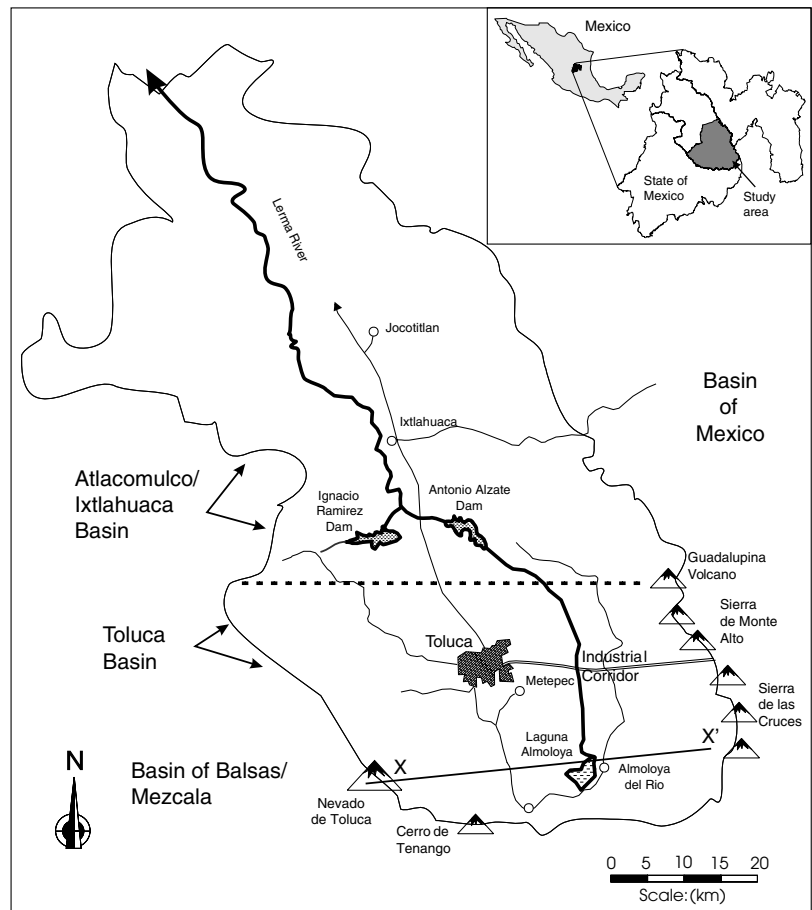 Mexico
State of
Mexico
Study
area
Lerma River
Jocotitlan
Ixtlahuaca
Basin
of
Mexico
Atlacomulco/
Ixtlahuaca
Basin
Ignacio
Ramirez
Dam
Antonio Alzate
Dam
Guadalupina
Volcano
Sierra
de Monte
Alto
Toluca
Basin
Toluca
Industrial
Corridor
Metepec
Sierra
de las
Cruces
Laguna
Almoloya
X
X'
Almoloya
del Rio
N
Basin of Balsas/
Mezcala
Nevado
de Toluca
Cerro de
Tenango
0 5 10 15 20
Scale:(km)